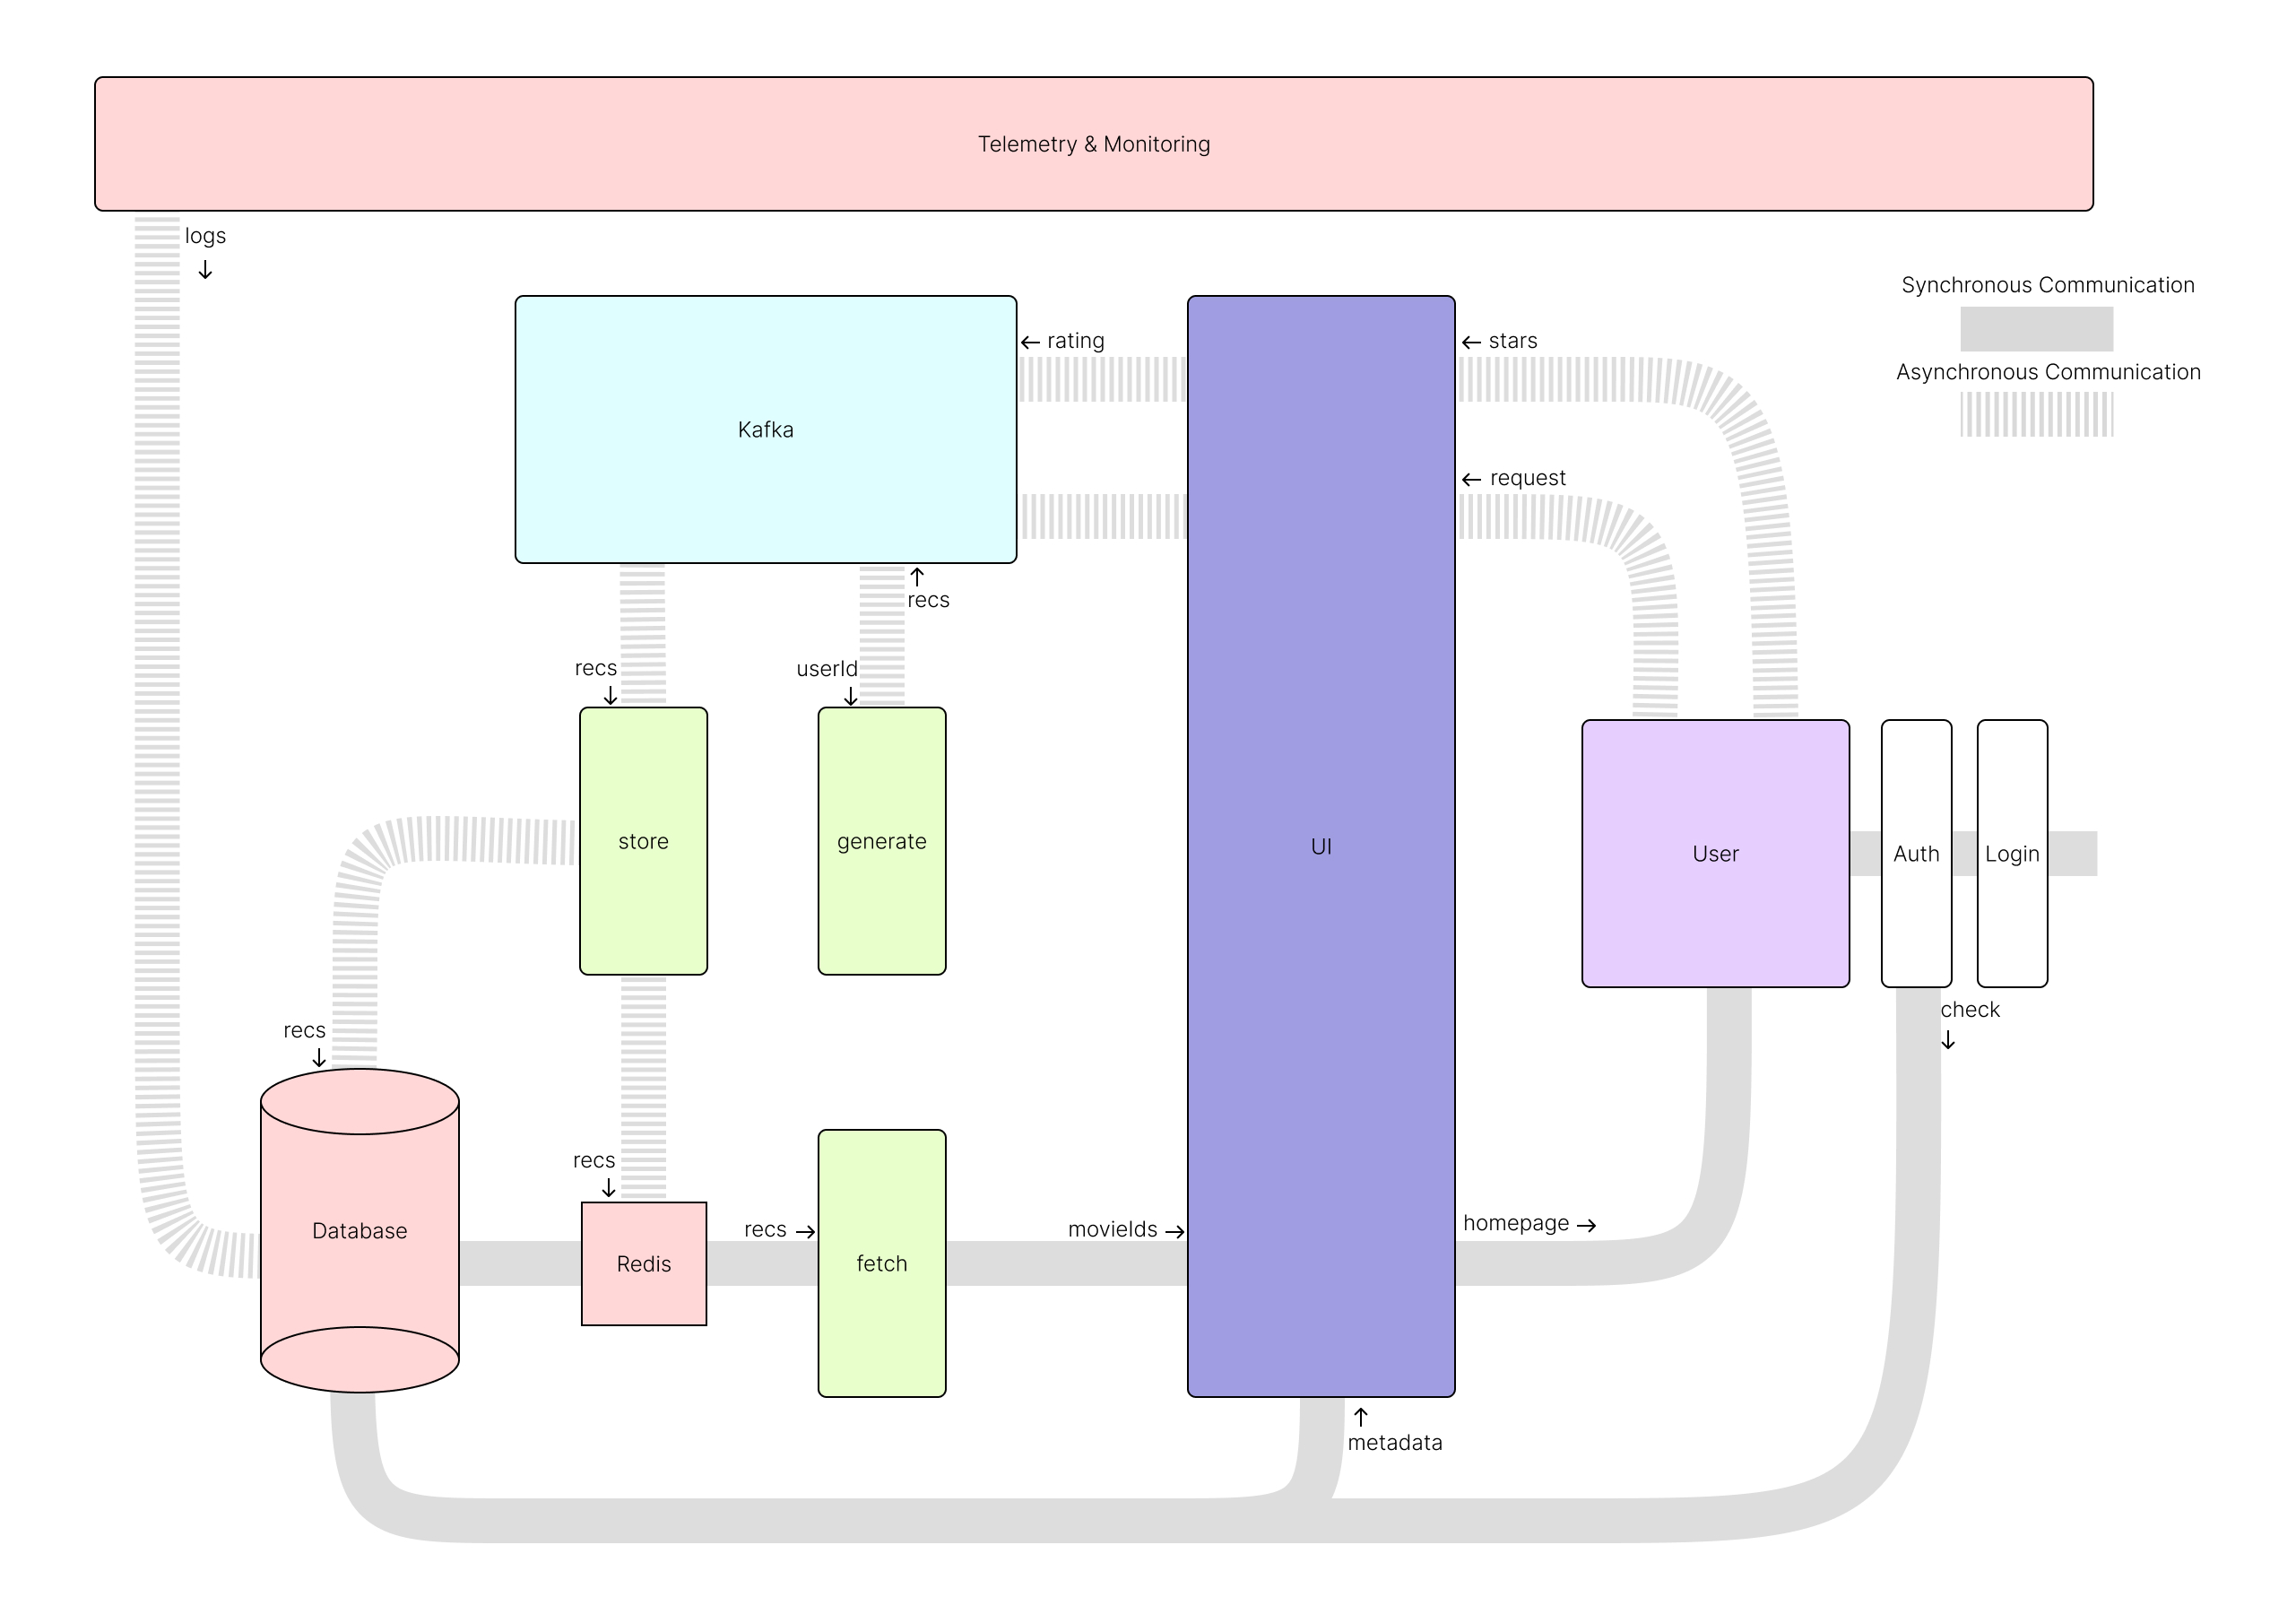 Telemetry & Monitoring
logs
↓
Synchronous Communication
Asynchronous Communication
← rating
← stars
Kafka
← request
↑
recs
recs
↓
userId
↓
store
generate
UI
User
Auth
Login
check
↓
recs
↓
recs
↓
Database
Redis
recs →
fetch
movieIds →
homepage →
↑
metadata